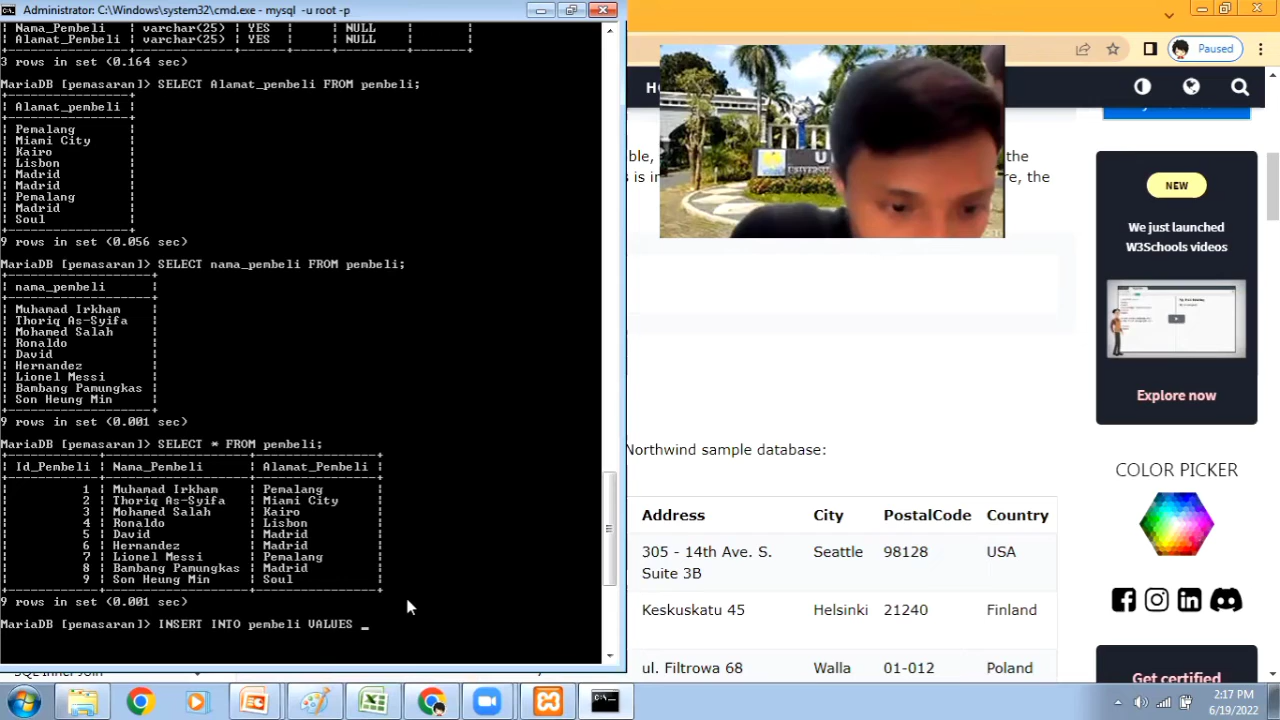 Administrator: C:\Windows\system32\cmd.exe - mysql -u root -p
| Nama_Pembeli | varchar(25) | YES | | NULL | |
| Alamat_Pembeli | varchar(25) | YES | | NULL | |
3 rows in set (0.164 sec)
MariaDB [pemasaran]> SELECT Alamat_pembeli FROM pembeli;
| Alamat_pembeli |
| Pemalang |
| Miami City |
| Kairo |
| Lisbon |
| Madrid |
| Madrid |
| Pemalang |
| Madrid |
| Soul |
9 rows in set (0.056 sec)
MariaDB [pemasaran]> SELECT nama_pembeli FROM pembeli;
| nama_pembeli |
| Muhamad Irkham |
| Thoriq As-Syifa |
| Mohamed Salah |
| Ronaldo |
| David |
| Hernandez |
| Lionel Messi |
| Bambang Pamungkas |
| Son Heung Min |
9 rows in set (0.001 sec)
MariaDB [pemasaran]> SELECT * FROM pembeli;
| Id_Pembeli | Nama_Pembeli | Alamat_Pembeli |
| 1 | Muhamad Irkham | Pemalang |
| 2 | Thoriq As-Syifa | Miami City |
| 3 | Mohamed Salah | Kairo |
| 4 | Ronaldo | Lisbon |
| 5 | David | Madrid |
| 6 | Hernandez | Madrid |
| 7 | Lionel Messi | Pemalang |
| 8 | Bambang Pamungkas | Madrid |
| 9 | Son Heung Min | Soul |
9 rows in set (0.001 sec)
MariaDB [pemasaran]> INSERT INTO pembeli VALUES _
Paused
the
re, the
NEW
We just launched
W3Schools videos
Explore now
Northwind sample database:
COLOR PICKER
Address City PostalCode Country
305 - 14th Ave. S. Suite 3B Seattle 98128 USA
Keskuskatu 45 Helsinki 21240 Finland
ul. Filtrowa 68 Walla 01-012 Poland
Get certified
SQL Inner Join
2:17 PM
6/19/2022